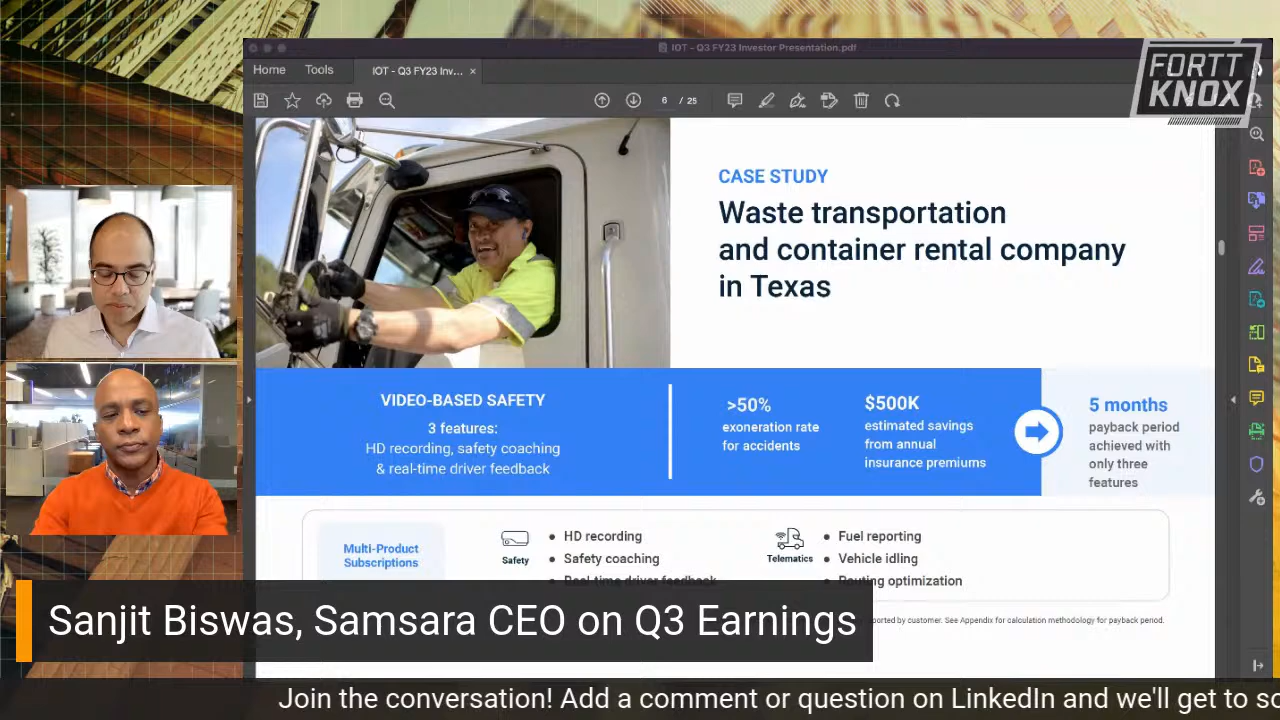 IOT - Q3 FY23 Investor Presentation.pdf
Home
Tools
IOT - Q3 FY23 Inv...
6 / 25
FORTT
KNOX
CASE STUDY
Waste transportation
and container rental company
in Texas
VIDEO-BASED SAFETY
3 features:
HD recording, safety coaching
& real-time driver feedback
>50%
exoneration rate
for accidents
$500K
estimated savings
from annual
insurance premiums
5 months
payback period
achieved with
only three
features
Multi-Product
Subscriptions
Safety
HD recording
Safety coaching
Real-time driver feedback
Telematics
Fuel reporting
Vehicle idling
Routing optimization
by customer. See Appendix for calculation methodology for payback period.
Sanjit Biswas, Samsara CEO on Q3 Earnings
Join the conversation! Add a comment or question on LinkedIn and we'll get to